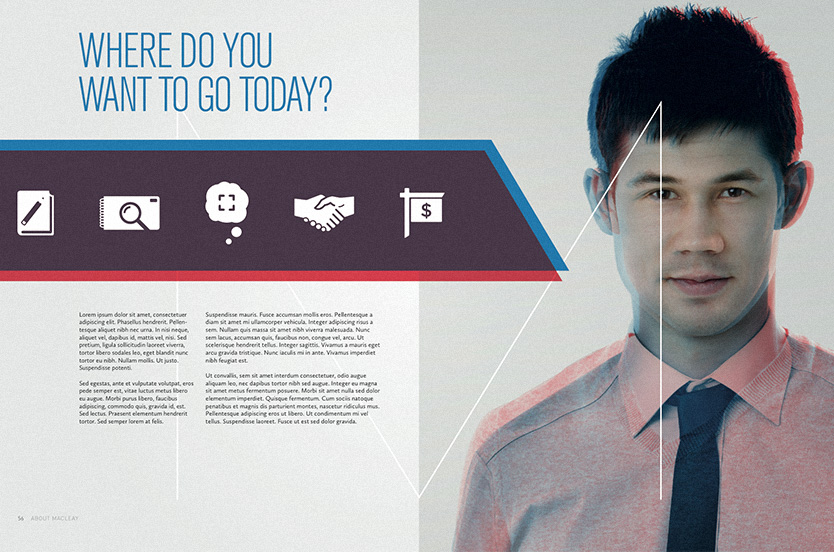 WHERE DO YOU
WANT TO GO TODAY?
$
Lorem ipsum dolor sit amet, consectetuer
adipiscing elit. Phasellus hendrerit. Pellen-
tesque aliquet nibh nec urna. In nisi neque,
aliquet vel, dapibus id, mattis vel, nisi. Sed
pretium, ligula sollicitudin laoreet viverra,
tortor libero sodales leo, eget blandit nunc
tortor eu nibh. Nullam mollis. Ut justo.
Suspendisse potenti.
Sed egestas, ante et vulputate volutpat, eros
pede semper est, vitae luctus metus libero
eu augue. Morbi purus libero, faucibus
adipiscing, commodo quis, gravida id, est.
Sed lectus. Praesent elementum hendrerit
tortor. Sed semper lorem at felis.
Suspendisse mauris. Fusce accumsan mollis eros. Pellentesque a
diam sit amet mi ullamcorper vehicula. Integer adipiscing risus a
sem. Nullam quis massa sit amet nibh viverra malesuada. Nunc
sem lacus, accumsan quis, faucibus non, congue vel, arcu. Ut
scelerisque hendrerit tellus. Integer sagittis. Vivamus a mauris eget
arcu gravida tristique. Nunc iaculis mi in ante. Vivamus imperdiet
nibh feugiat est.
Ut convallis, sem sit amet interdum consectetuer, odio augue
aliquam leo, nec dapibus tortor nibh sed augue. Integer eu magna
sit amet metus fermentum posuere. Morbi sit amet nulla sed dolor
elementum imperdiet. Quisque fermentum. Cum sociis natoque
penatibus et magnis dis parturient montes, nascetur ridiculus mus.
Pellentesque adipiscing eros ut libero. Ut condimentum mi vel
tellus. Suspendisse laoreet. Fusce ut est sed dolor gravida.
56 ABOUT MACLEAY